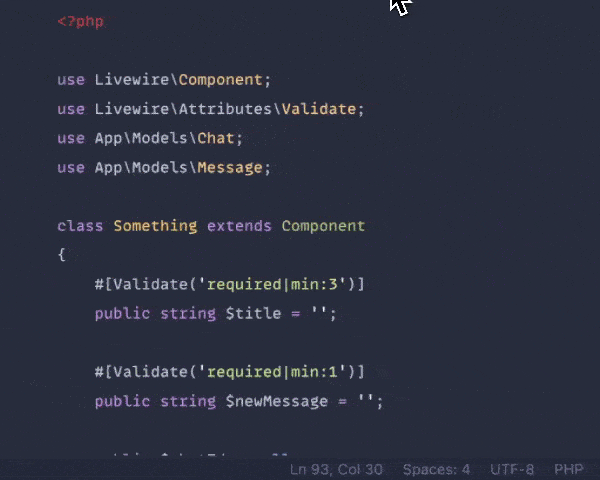 <?php
use Livewire\Component;
use Livewire\Attributes\Validate;
use App\Models\Chat;
use App\Models\Message;
class Something extends Component
{
#[Validate('required|min:3')]
public string $title = '';
#[Validate('required|min:1')]
public string $newMessage = '';
Ln 93, Col 30 Spaces: 4 UTF-8 PHP